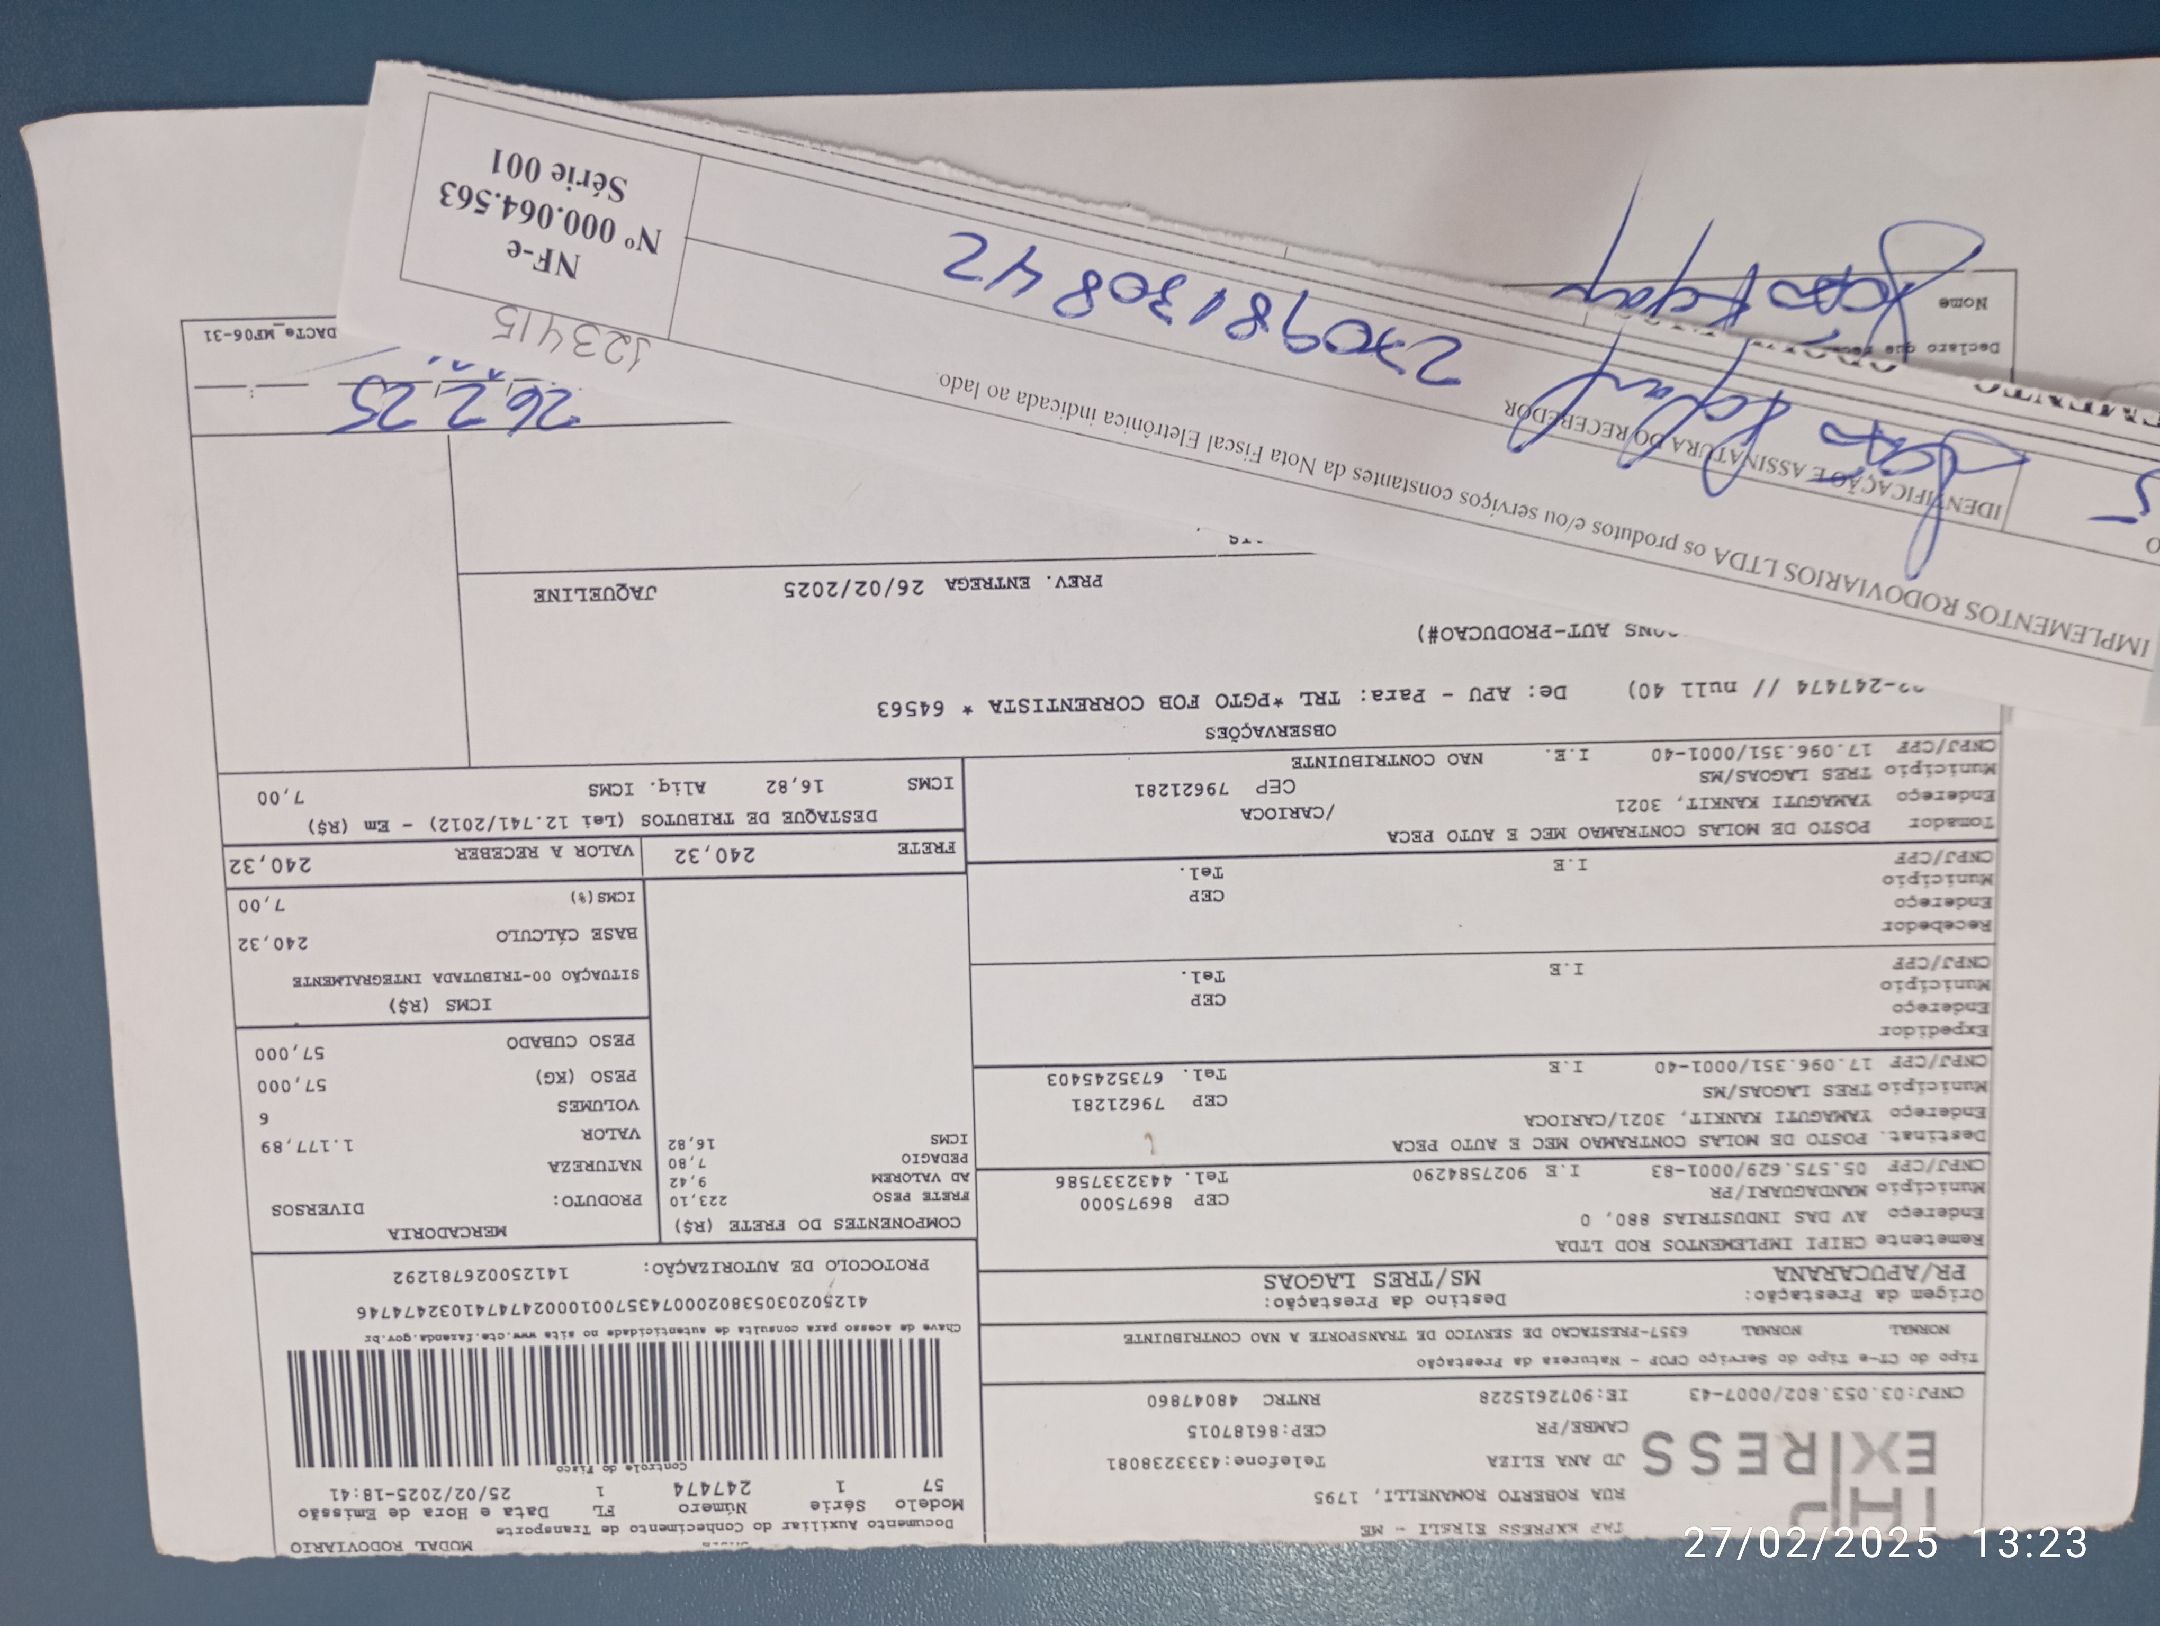 MODAL RODOVIARIO
Documento Auxiliar do Conhecimento de Transporte
Modelo Série Número FL Data e Hora de Emissão
57 1 247474 1 25/02/2025-18:41
Controle do Fisco
Chave de acesso para consulta de autenticidade no site www.cte.fazenda.gov.br
41250203053802000743570010002474741032474746
PROTOCOLO DE AUTORIZAÇÃO: 141250026781292
EXPRESS
TAP EXPRESS EIRELI - ME
RUA ROBERTO ROMANELLI, 1795
JD ANA ELIZA Telefone:4333238081
CAMBE/PR CEP:86187015
CNPJ:03.053.802/0007-43 IE:9072615228 RNTRC 48047860
Tipo do CT-e Tipo do Serviço CFOP - Natureza da Prestação
NORMAL NORMAL 6357-PRESTACAO DE SERVICO DE TRANSPORTE A NAO CONTRIBUINTE
Origem da Prestação: Destino da Prestação:
PR/APUCARANA MS/TRES LAGOAS
Remetente CHIPI IMPLEMENTOS ROD LTDA
Endereço AV DAS INDUSTRIAS 880, 0
Município MANDAGUARI/PR CEP 86975000
CNPJ/CPF 05.575.629/0001-83 I.E 9027584290 Tel. 4432337586
Destinat. POSTO DE MOLAS CONTRAMAO MEC E AUTO PECA
Endereço YAMAGUTI KANKIT, 3021/CARIOCA
Município TRES LAGOAS/MS CEP 79621281
CNPJ/CPF 17.096.351/0001-40 I.E Tel. 6735245403
Expedidor
Endereço
Município CEP
CNPJ/CPF I.E Tel.
Recebedor
Endereço
Município CEP
CNPJ/CPF I.E Tel.
Tomador POSTO DE MOLAS CONTRAMAO MEC E AUTO PECA
Endereço YAMAGUTI KANKIT, 3021 /CARIOCA
Município TRES LAGOAS/MS CEP 79621281
CNPJ/CPF 17.096.351/0001-40 I.E. NAO CONTRIBUINTE
COMPONENTES DO FRETE (R$)
FRETE PESO 223,10
AD VALOREM 9,42
PEDAGIO 7,80
ICMS 16,82
MERCADORIA
PRODUTO: DIVERSOS
NATUREZA
VALOR 1.177,89
VOLUMES 6
PESO (KG) 57,000
PESO CUBADO 57,000
ICMS (R$)
SITUAÇÃO 00-TRIBUTADA INTEGRALMENTE
BASE CÁLCULO 240,32
ICMS(%) 7,00
FRETE 240,32 VALOR A RECEBER 240,32
DESTAQUE DE TRIBUTOS (Lei 12.741/2012) - Em (R$)
ICMS 16,82 Aliq. ICMS 7,00
OBSERVAÇÕES
-247474 // null 40) De: APU - Para: TRL *PGTO FOB CORRENTISTA * 64563
AUT-PRODUCAO#)
PREV. ENTREGA 26/02/2025 JAQUELINE
IMPLEMENTOS RODOVIARIOS LTDA os produtos e/ou serviços constantes da Nota Fiscal Eletrônica indicada ao lado.
IDENTIFICAÇÃO E ASSINATURA DO RECEBEDOR
27098130842
123415
NF-e
Nº 000.064.563
Série 001
26 2 25
Declaro que
Nome
DACTe_MF06-31
27/02/2025 13:23